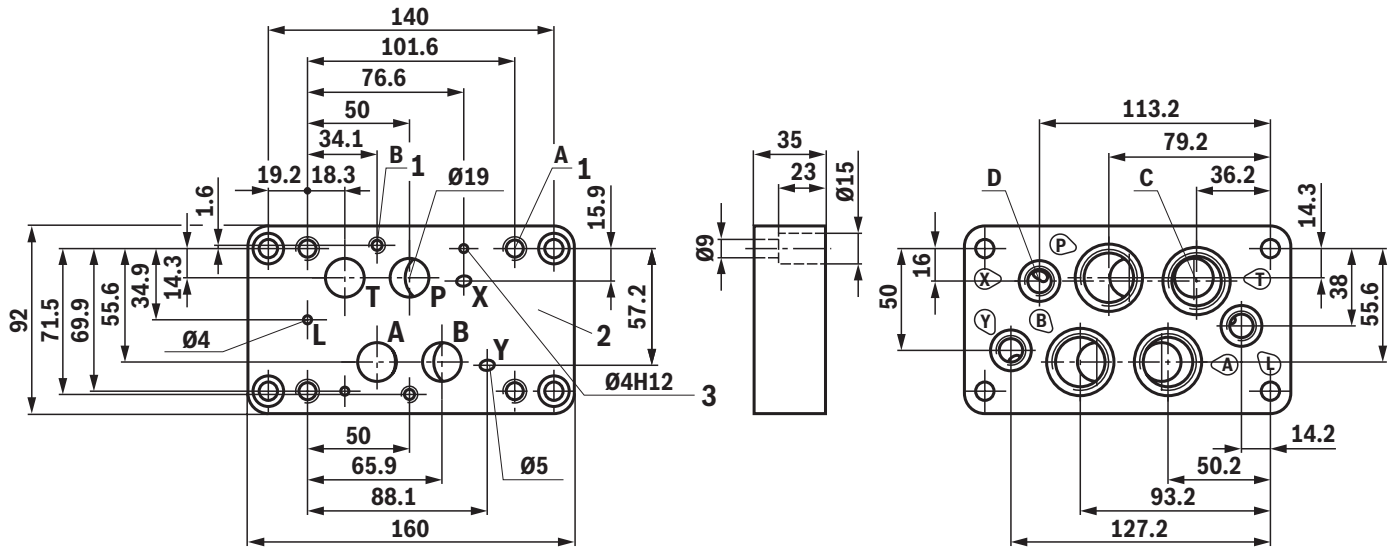 140
101.6
76.6
50
34.1
B 1
A 1
19.2
18.3
Ø19
1.6
15.9
92
71.5
69.9
55.6
34.9
14.3
T
P
X
L
A
B
Y
Ø4
57.2
2
Ø4H12
3
50
65.9
Ø5
88.1
160
35
23
Ø15
Ø9
113.2
79.2
36.2
D
C
14.3
16
50
P
X
T
Y
B
A
L
38
55.6
14.2
50.2
93.2
127.2